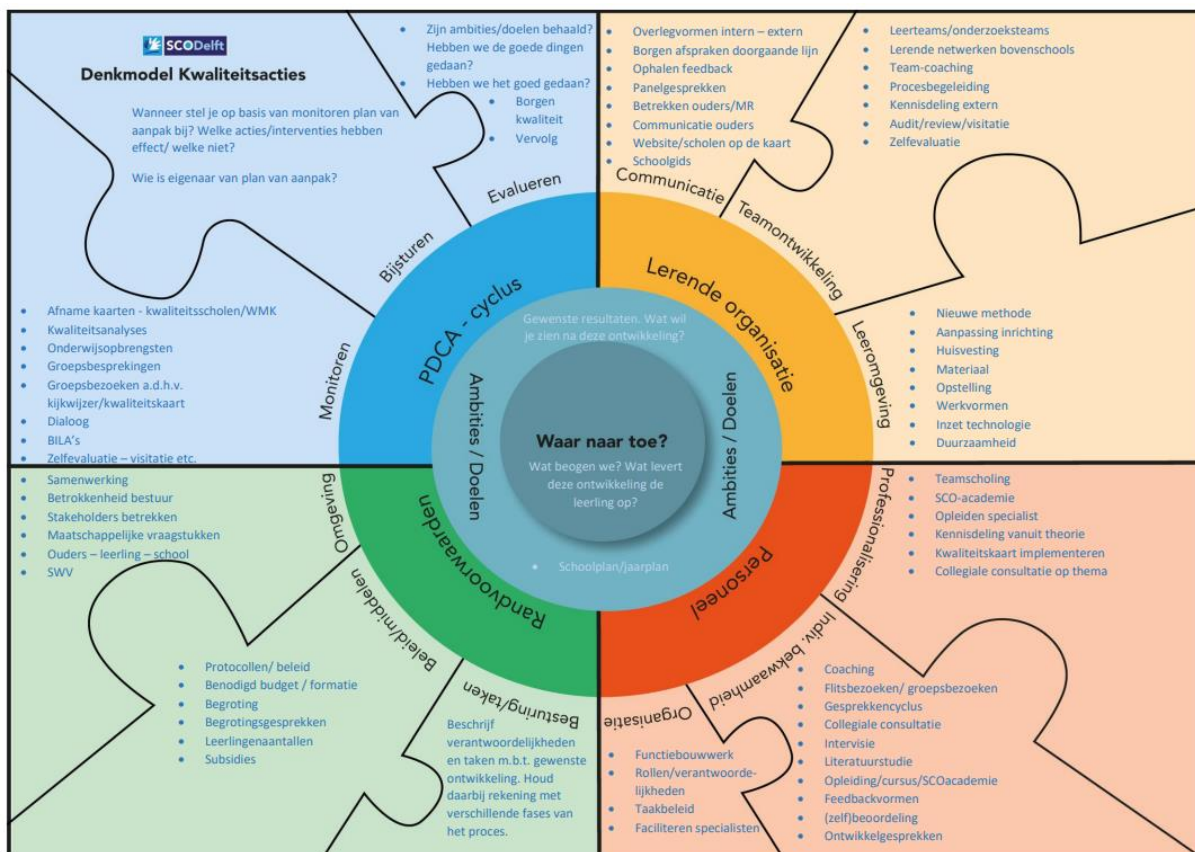 SCODelft
Denkmodel Kwaliteitsacties
Wanneer stel je op basis van monitoren plan van
aanpak bij? Welke acties/interventies hebben
effect/ welke niet?
Wie is eigenaar van plan van aanpak?
• Zijn ambities/doelen behaald?
Hebben we de goede dingen
gedaan?
• Hebben we het goed gedaan?
• Borgen
kwaliteit
• Vervolg
Evalueren
Bijsturen
Monitoren
• Afname kaarten - kwaliteitsscholen/WMK
• Kwaliteitsanalyses
• Onderwijsopbrengsten
• Groepsbesprekingen
• Groepsbezoeken a.d.h.v.
kijkwijzer/kwaliteitskaart
• Dialoog
• BILA's
• Zelfevaluatie – visitatie etc.
• Overlegvormen intern – extern
• Borgen afspraken doorgaande lijn
• Ophalen feedback
• Panelgesprekken
• Betrekken ouders/MR
• Communicatie ouders
• Website/scholen op de kaart
• Schoolgids
Communicatie
• Leerteams/onderzoeksteams
• Lerende netwerken bovenschools
• Team-coaching
• Procesbegeleiding
• Kennisdeling extern
• Audit/review/visitatie
• Zelfevaluatie
Teamontwikkeling
Leeromgeving
• Nieuwe methode
• Aanpassing inrichting
• Huisvesting
• Materiaal
• Opstelling
• Werkvormen
• Inzet technologie
• Duurzaamheid
PDCA - cyclus
Lerende organisatie
Gewenste resultaten. Wat wil
je zien na deze ontwikkeling?
Ambities / Doelen
Ambities / Doelen
Waar naar toe?
Wat beogen we? Wat levert
deze ontwikkeling de
leerling op?
• Schoolplan/jaarplan
Randvoorwaarden
Personeel
• Samenwerking
• Betrokkenheid bestuur
• Stakeholders betrekken
• Maatschappelijke vraagstukken
• Ouders – leerling – school
• SWV
Omgeving
Beleid/middelen
• Protocollen/ beleid
• Benodigd budget / formatie
• Begroting
• Begrotingsgesprekken
• Leerlingenaantallen
• Subsidies
Besturing/taken
Beschrijf
verantwoordelijkheden
en taken m.b.t. gewenste
ontwikkeling. Houd
daarbij rekening met
verschillende fases van
het proces.
Professionalisering
• Teamscholing
• SCO-academie
• Opleiden specialist
• Kennisdeling vanuit theorie
• Kwaliteitskaart implementeren
• Collegiale consultatie op thema
Indiv. bekwaamheid
• Coaching
• Flitsbezoeken/ groepsbezoeken
• Gesprekkencyclus
• Collegiale consultatie
• Intervisie
• Literatuurstudie
• Opleiding/cursus/SCOacademie
• Feedbackvormen
• (zelf)beoordeling
• Ontwikkelgesprekken
Organisatie
• Functiebouwwerk
• Rollen/verantwoorde-
lijkheden
• Taakbeleid
• Faciliteren specialisten